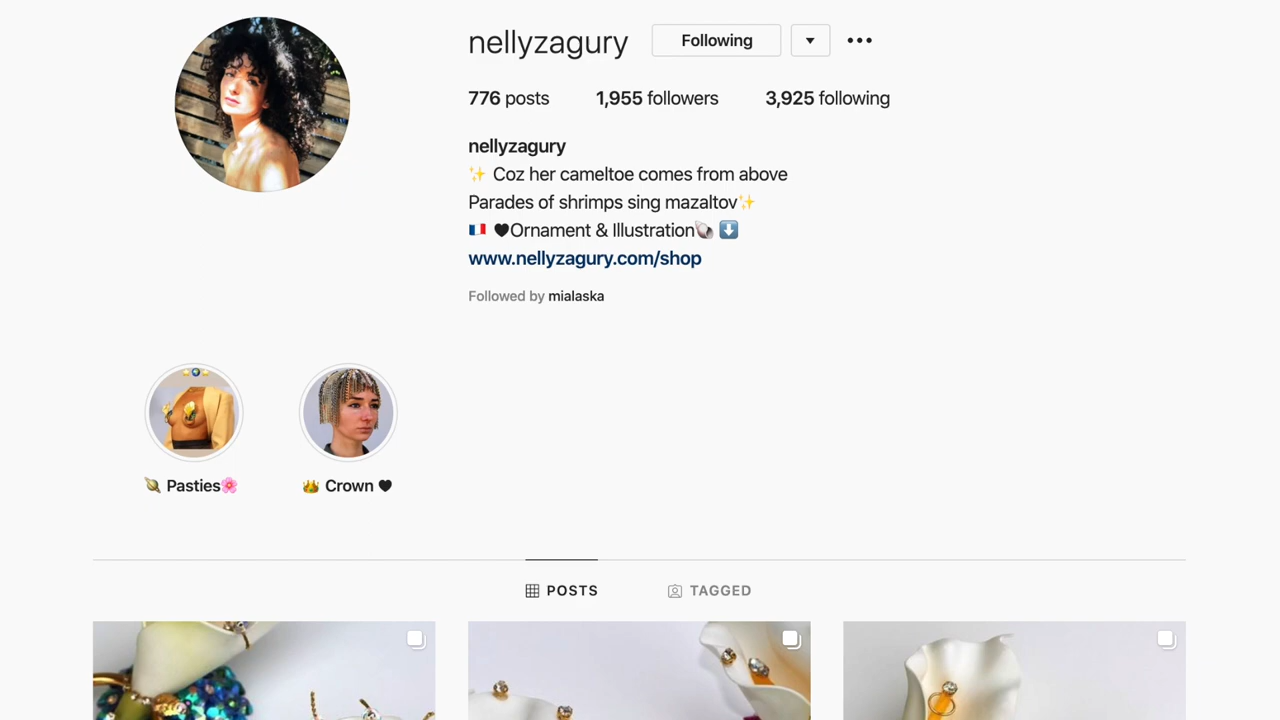 nellyzagury Following
776 posts 1,955 followers 3,925 following
nellyzagury
✨ Coz her cameltoe comes from above
Parades of shrimps sing mazaltov✨
🇫🇷 🖤Ornament & Illustration🐚 ⬇️
www.nellyzagury.com/shop
Followed by mialaska
🐚 Pasties🌸 👑 Crown 🖤
POSTS TAGGED